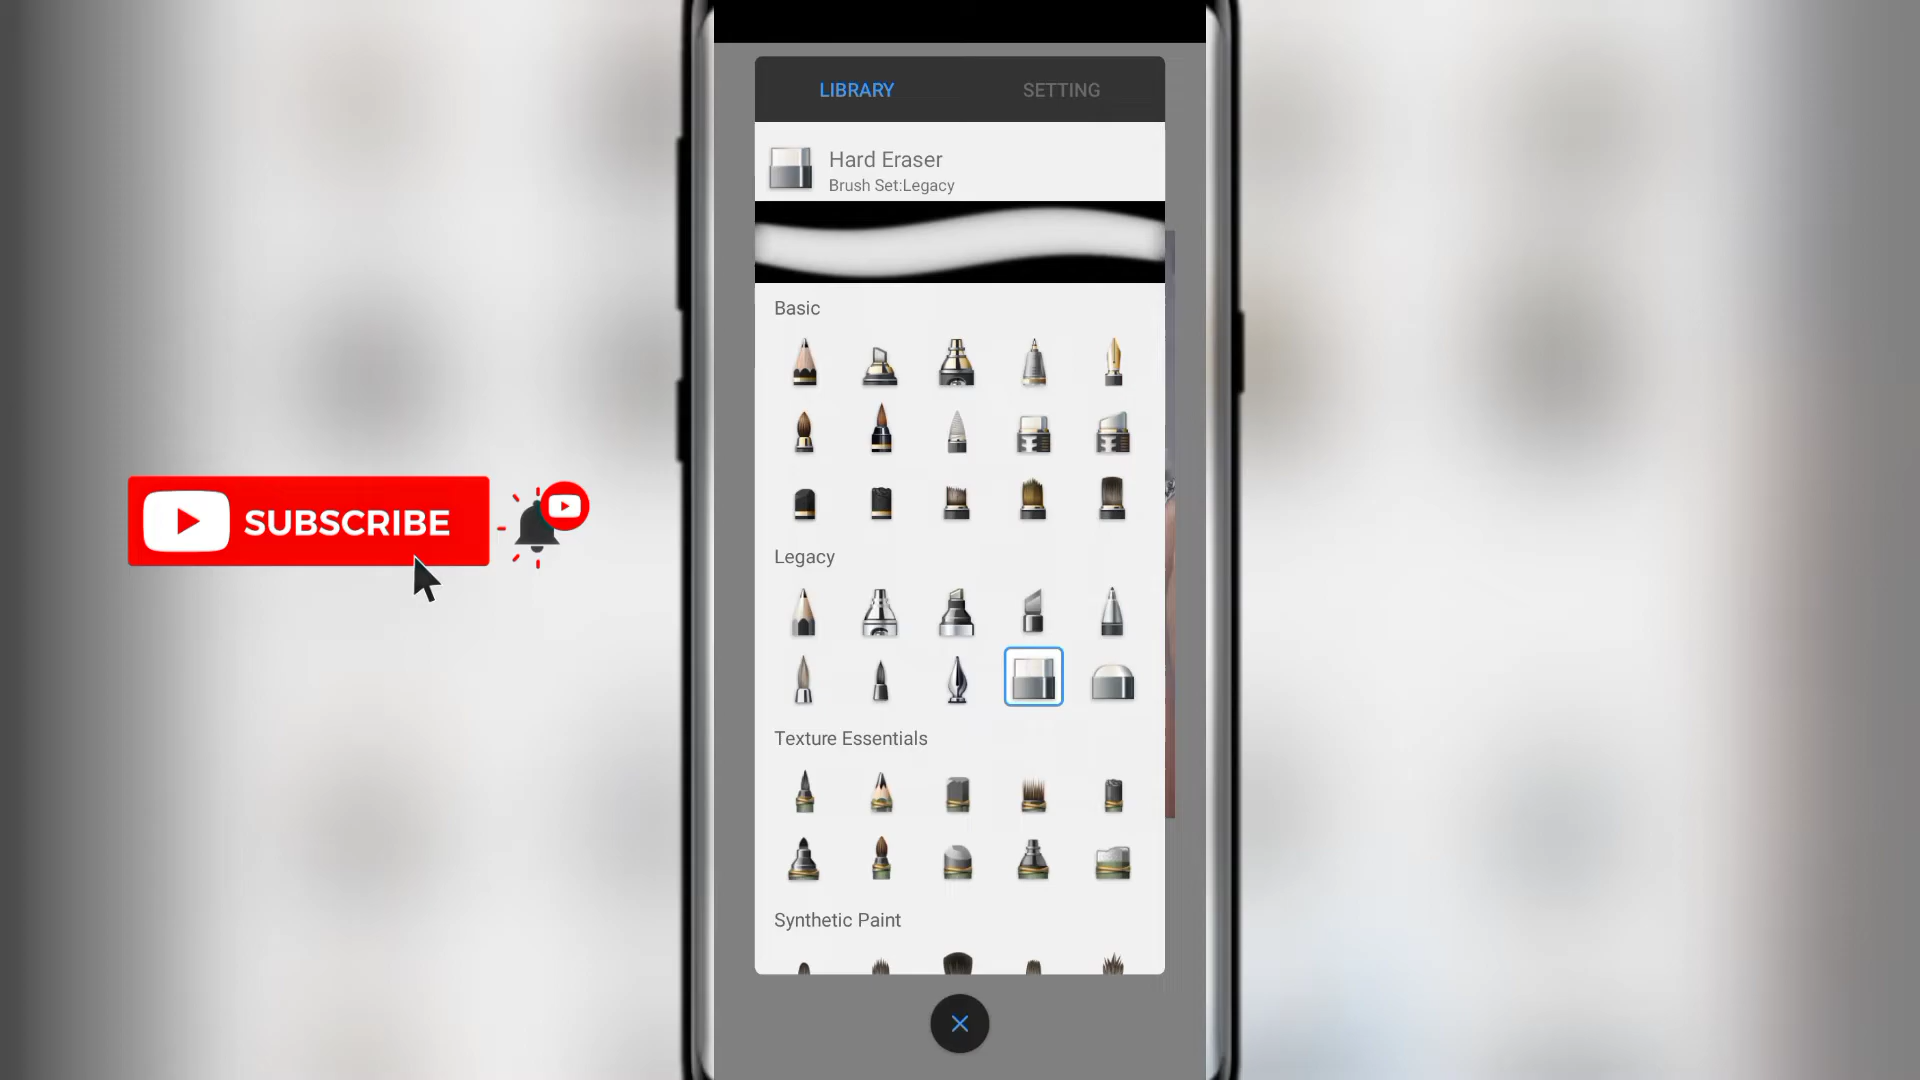 LIBRARY
SETTING
Hard Eraser
Brush Set:Legacy
Basic
Legacy
Texture Essentials
Synthetic Paint
SUBSCRIBE